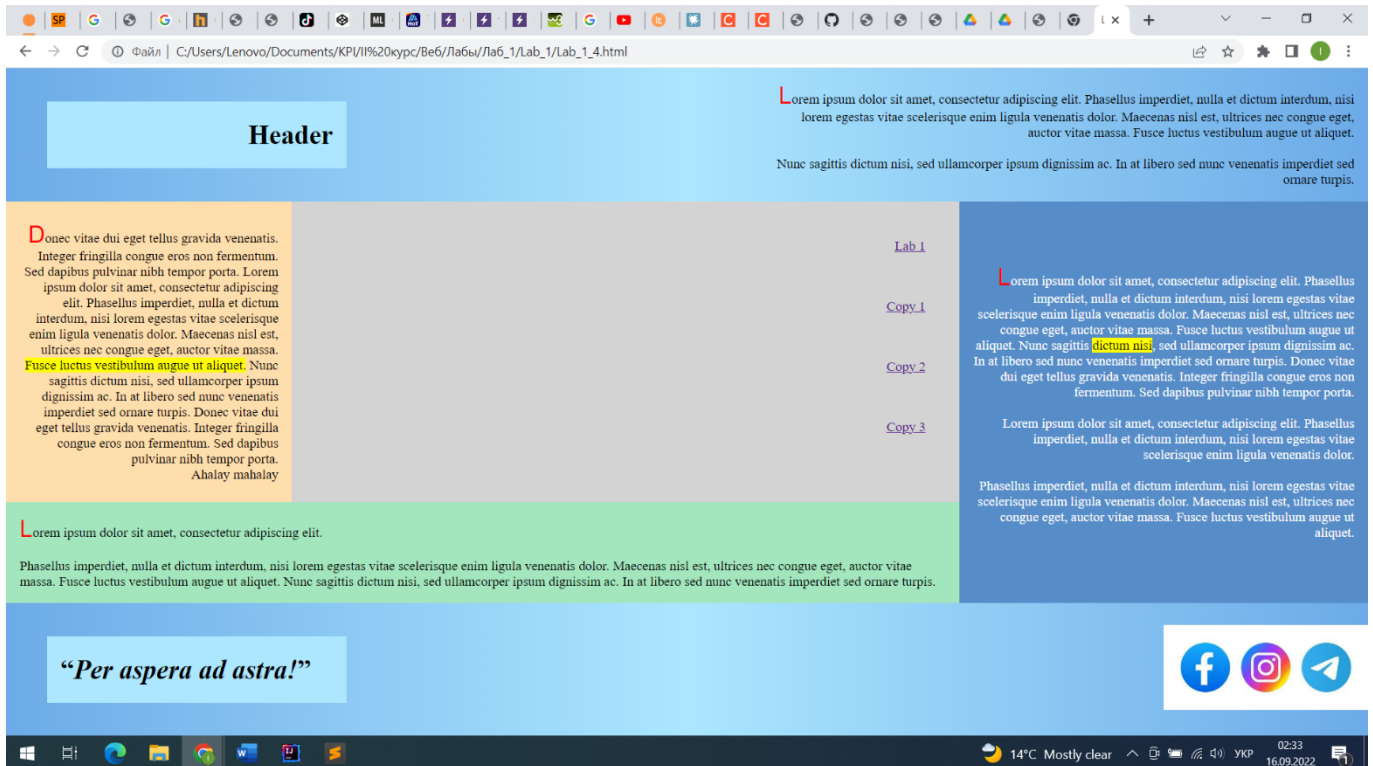 Файл | C:/Users/Lenovo/Documents/KPI/II%20курс/Веб/Лабы/Лаб_1/Lab_1/Lab_1_4.html
Header
Lorem ipsum dolor sit amet, consectetur adipiscing elit. Phasellus imperdiet, nulla et dictum interdum, nisi
lorem egestas vitae scelerisque enim ligula venenatis dolor. Maecenas nisl est, ultrices nec congue eget,
auctor vitae massa. Fusce luctus vestibulum augue ut aliquet.
Nunc sagittis dictum nisi, sed ullamcorper ipsum dignissim ac. In at libero sed nunc venenatis imperdiet sed
ornare turpis.
Donec vitae dui eget tellus gravida venenatis.
Integer fringilla congue eros non fermentum.
Sed dapibus pulvinar nibh tempor porta. Lorem
ipsum dolor sit amet, consectetur adipiscing
elit. Phasellus imperdiet, nulla et dictum
interdum, nisi lorem egestas vitae scelerisque
enim ligula venenatis dolor. Maecenas nisl est,
ultrices nec congue eget, auctor vitae massa.
Fusce luctus vestibulum augue ut aliquet. Nunc
sagittis dictum nisi, sed ullamcorper ipsum
dignissim ac. In at libero sed nunc venenatis
imperdiet sed ornare turpis. Donec vitae dui
eget tellus gravida venenatis. Integer fringilla
congue eros non fermentum. Sed dapibus
pulvinar nibh tempor porta.
Ahalay mahalay
Lab 1
Copy 1
Copy 2
Copy 3
Lorem ipsum dolor sit amet, consectetur adipiscing elit. Phasellus
imperdiet, nulla et dictum interdum, nisi lorem egestas vitae
scelerisque enim ligula venenatis dolor. Maecenas nisl est, ultrices nec
congue eget, auctor vitae massa. Fusce luctus vestibulum augue ut
aliquet. Nunc sagittis dictum nisi, sed ullamcorper ipsum dignissim ac.
In at libero sed nunc venenatis imperdiet sed ornare turpis. Donec vitae
dui eget tellus gravida venenatis. Integer fringilla congue eros non
fermentum. Sed dapibus pulvinar nibh tempor porta.
Lorem ipsum dolor sit amet, consectetur adipiscing elit. Phasellus
imperdiet, nulla et dictum interdum, nisi lorem egestas vitae
scelerisque enim ligula venenatis dolor.
Phasellus imperdiet, nulla et dictum interdum, nisi lorem egestas vitae
scelerisque enim ligula venenatis dolor. Maecenas nisl est, ultrices nec
congue eget, auctor vitae massa. Fusce luctus vestibulum augue ut
aliquet.
Lorem ipsum dolor sit amet, consectetur adipiscing elit.
Phasellus imperdiet, nulla et dictum interdum, nisi lorem egestas vitae scelerisque enim ligula venenatis dolor. Maecenas nisl est, ultrices nec congue eget, auctor vitae
massa. Fusce luctus vestibulum augue ut aliquet. Nunc sagittis dictum nisi, sed ullamcorper ipsum dignissim ac. In at libero sed nunc venenatis imperdiet sed ornare turpis.
“Per aspera ad astra!”
14°C Mostly clear
УКР
02:33
16.09.2022